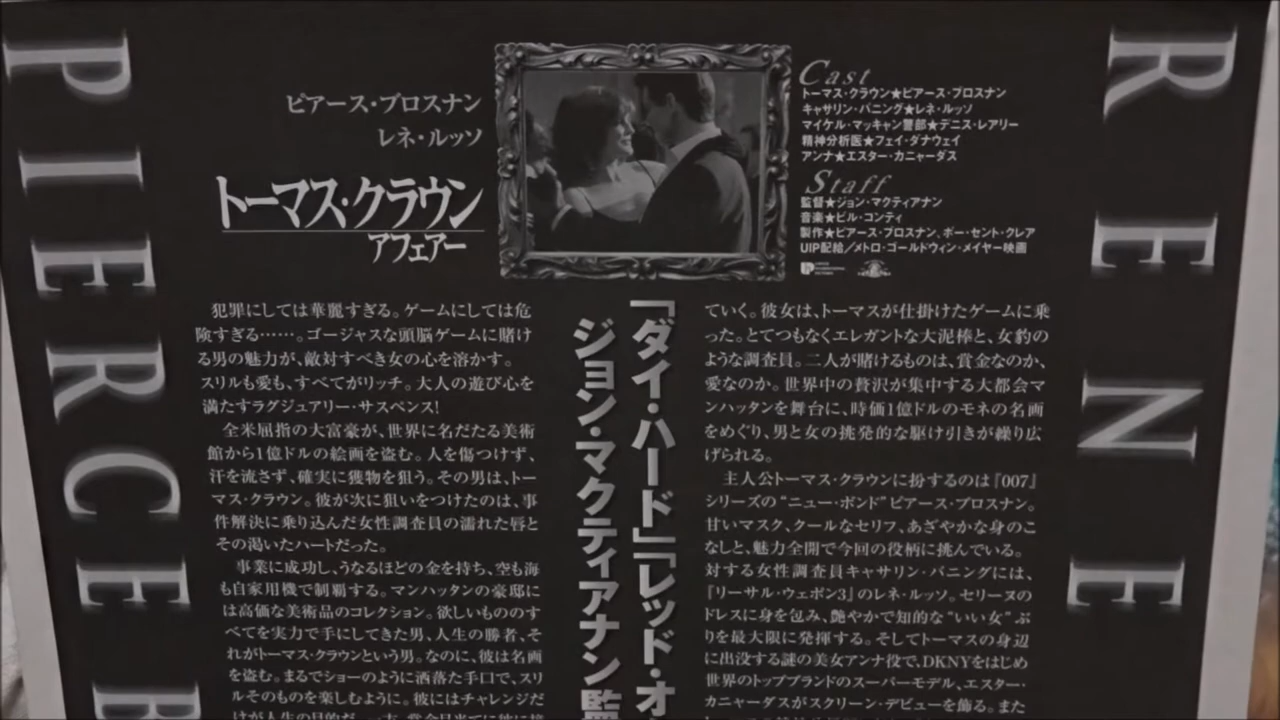 PIERCE B
ピアース・ブロスナン
レネ・ルッソ
トーマス・クラウン
アフェアー
Cast
トーマス・クラウン★ピアース・ブロスナン
キャサリン・バニング★レネ・ルッソ
マイケル・マッキャン警部★デニス・レアリー
精神分析医★フェイ・ダナウェイ
アンナ★エスター・カニャーダス
Staff
監督★ジョン・マクティアナン
音楽★ビル・コンティ
製作★ピアース・ブロスナン、ボー・セント・クレア
UIP配給/メトロ・ゴールドウィン・メイヤー映画
RENE
犯罪にしては華麗すぎる。ゲームにしては危
険すぎる……。ゴージャスな頭脳ゲームに賭け
る男の魅力が、敵対すべき女の心を溶かす。
スリルも愛も、すべてがリッチ。大人の遊び心を
満たすラグジュアリー・サスペンス!
全米屈指の大富豪が、世界に名だたる美術
館から1億ドルの絵画を盗む。人を傷つけず、
汗を流さず、確実に獲物を狙う。その男は、トー
マス・クラウン。彼が次に狙いをつけたのは、事
件解決に乗り込んだ女性調査員の濡れた唇と
その渇いたハートだった。
事業に成功し、うなるほどの金を持ち、空も海
も自家用機で制覇する。マンハッタンの豪邸に
は高価な美術品のコレクション。欲しいもののす
べてを実力で手にしてきた男、人生の勝者、そ
れがトーマス・クラウンという男。なのに、彼は名画
を盗む。まるでショーのように洒落た手口で、スリ
ルそのものを楽しむように。彼にはチャレンジだ
けが人生の目的だ。
「ダイ・ハード」「レッド・オ
ジョン・マクティアナン監
ていく。彼女は、トーマスが仕掛けたゲームに乗
った。とてつもなくエレガントな大泥棒と、女豹の
ような調査員。二人が賭けるものは、賞金なのか、
愛なのか。世界中の贅沢が集中する大都会マ
ンハッタンを舞台に、時価1億ドルのモネの名画
をめぐり、男と女の挑発的な駆け引きが繰り広
げられる。
主人公トーマス・クラウンに扮するのは『007』
シリーズの“ニュー・ボンド”ピアース・ブロスナン。
甘いマスク、クールなセリフ、あざやかな身のこ
なしと、魅力全開で今回の役柄に挑んでいる。
対する女性調査員キャサリン・バニングには、
『リーサル・ウェポン3』のレネ・ルッソ。セリーヌの
ドレスに身を包み、艶やかで知的な“いい女”ぶ
りを最大限に発揮する。そしてトーマスの身辺
に出没する謎の美女アンナ役で、DKNYをはじめ
世界のトップブランドのスーパーモデル、エスター・
カニャーダスがスクリーン・デビューを飾る。また